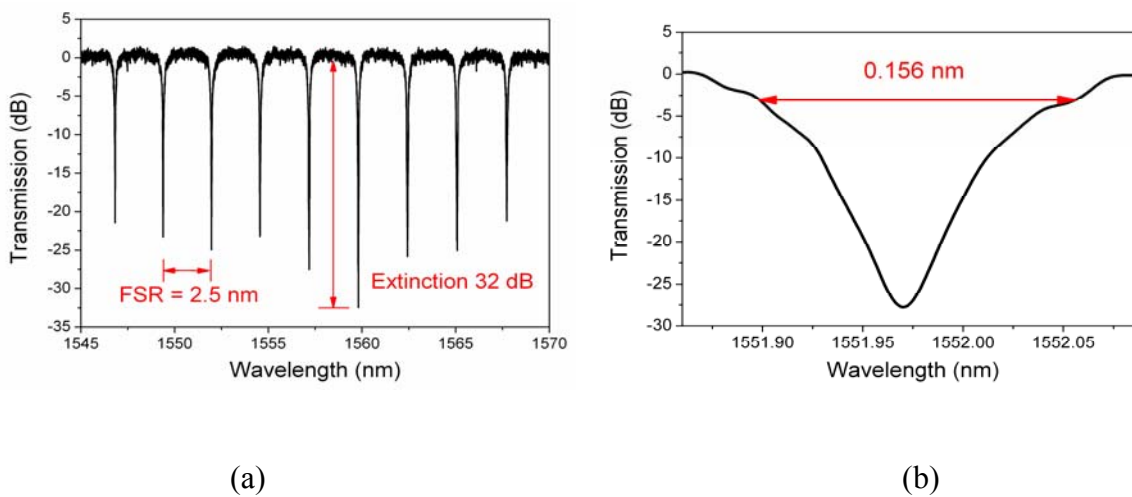 5
0
-5
-10
-15
-20
-25
-30
-35
Transmission (dB)
FSR = 2.5 nm
Extinction 32 dB
1545 1550 1555 1560 1565 1570
Wavelength (nm)
(a)
5
0
-5
-10
-15
-20
-25
-30
Transmission (dB)
0.156 nm
1551.90 1551.95 1552.00 1552.05
Wavelength (nm)
(b)